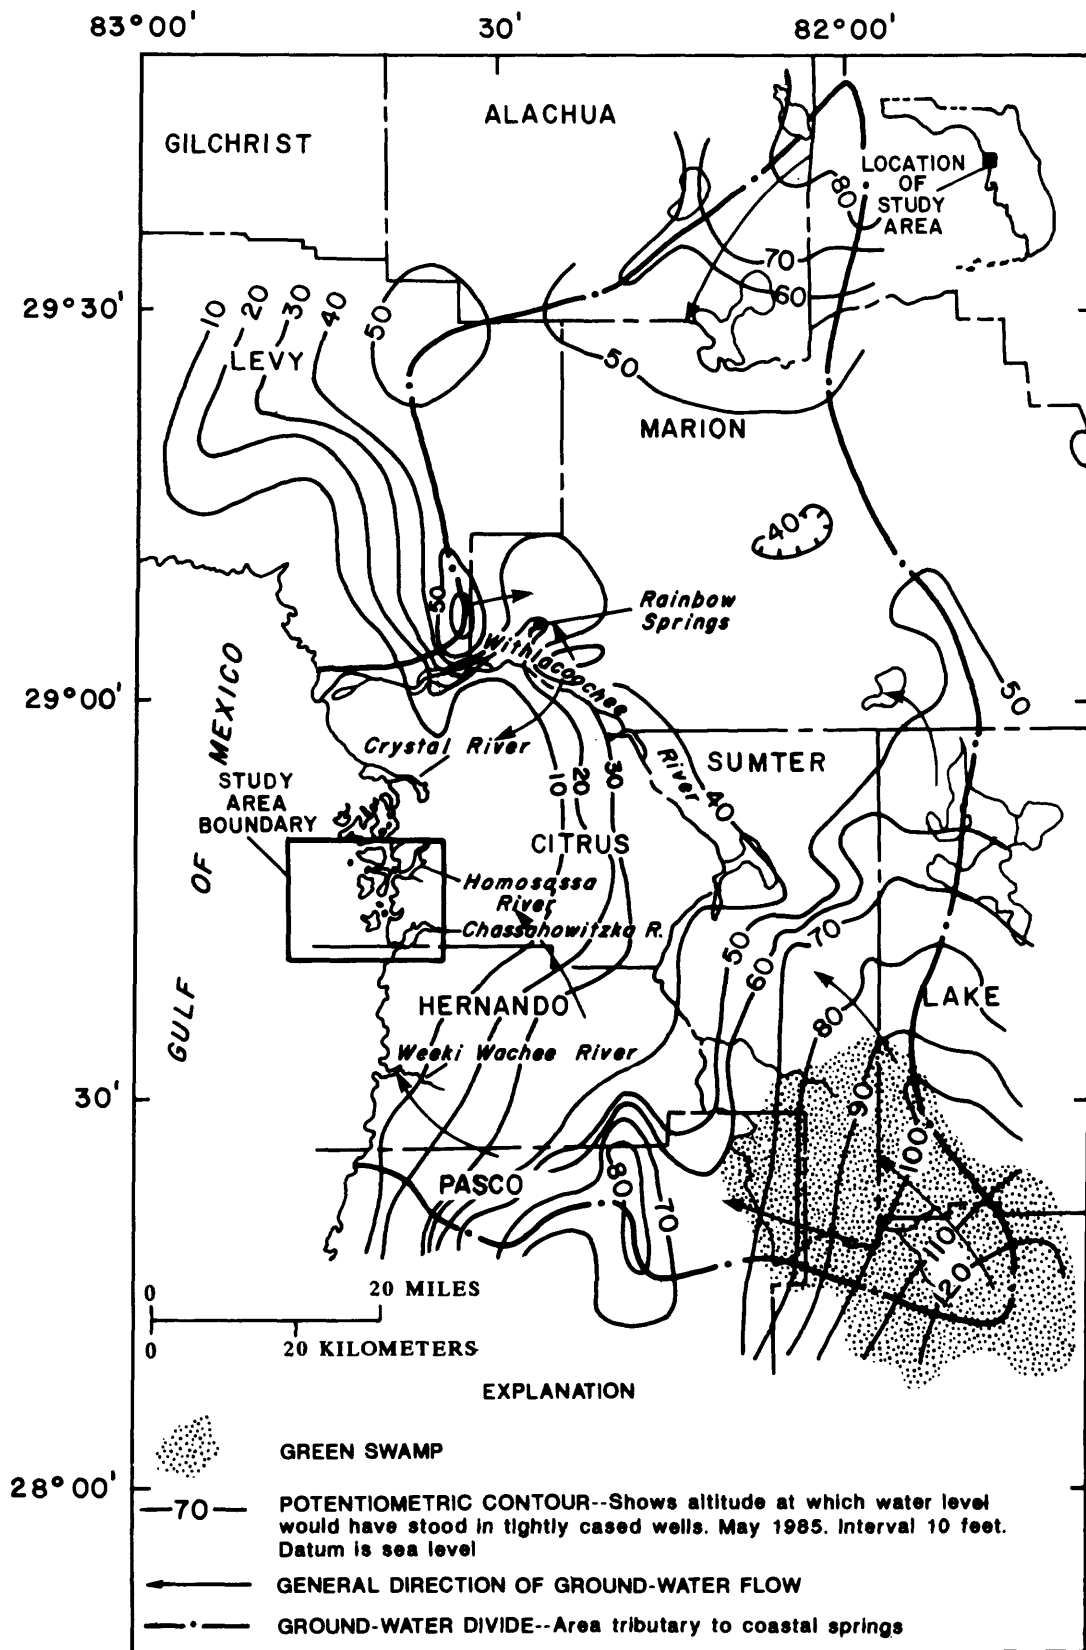 83°00'
30'
82°00'
GILCHRIST
ALACHUA
LOCATION
OF
STUDY
AREA
80
70
60
29°30'
10
20
30
40
50
LEVY
50
MARION
40
50
Rainbow
Springs
Withlacoochee
River
29°00'
50
GULF OF MEXICO
Crystal River
STUDY
AREA
BOUNDARY
10
20
30
40
SUMTER
CITRUS
Homosassa
River
Chassahowitzka R.
50
60
70
80
LAKE
HERNANDO
Weeki Wachee River
30'
90
100
PASCO
80
70
110
120
0
20 MILES
0
20 KILOMETERS
EXPLANATION
GREEN SWAMP
28°00'
70
POTENTIOMETRIC CONTOUR--Shows altitude at which water level
would have stood in tightly cased wells. May 1985. Interval 10 feet.
Datum is sea level
GENERAL DIRECTION OF GROUND-WATER FLOW
GROUND-WATER DIVIDE--Area tributary to coastal springs